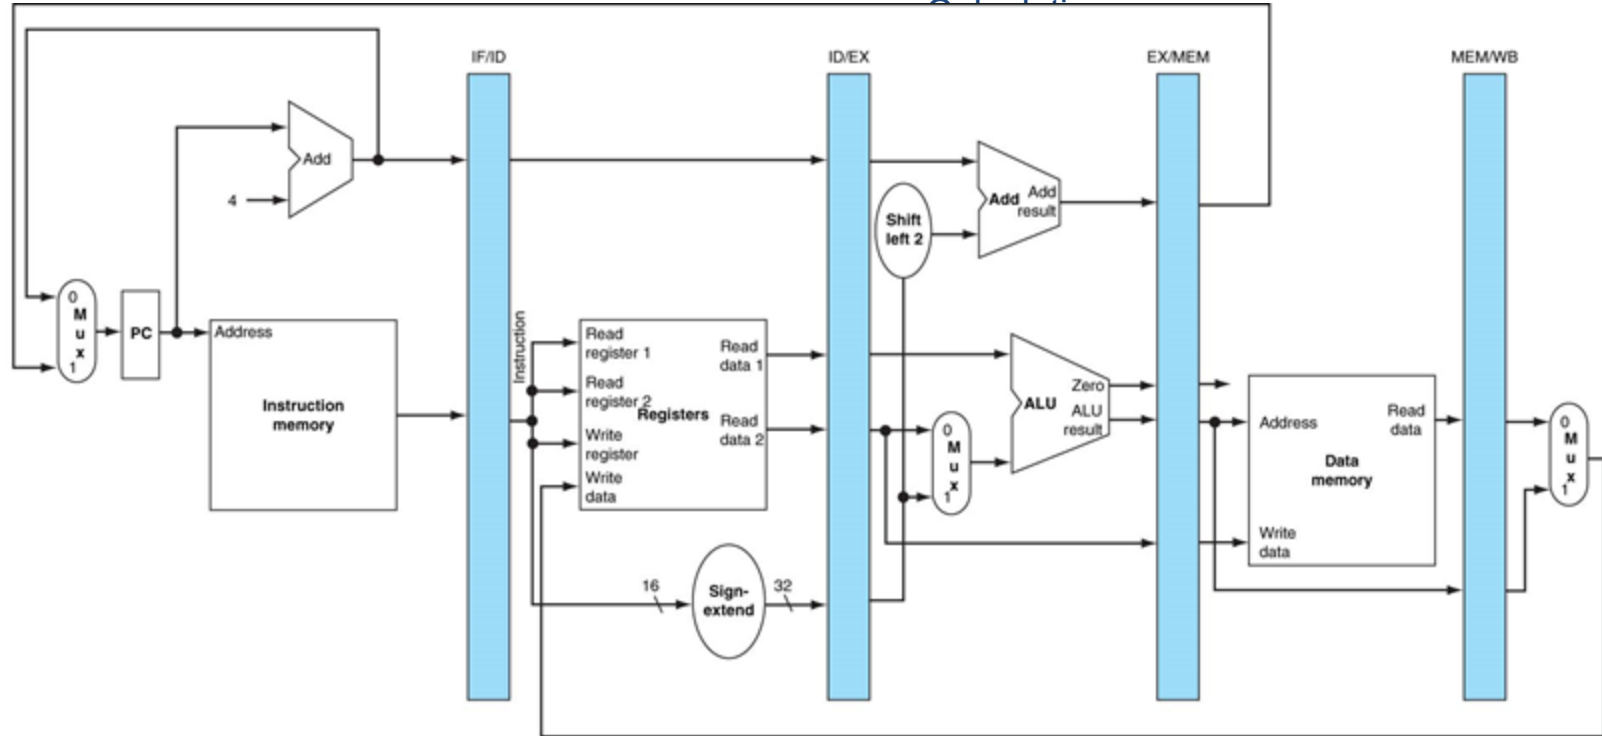 IF/ID
ID/EX
EX/MEM
MEM/WB
Add
4
Shift
left 2
Add
Add
result
0
M
u
x
1
PC
Address
Instruction
memory
Instruction
Read
register 1
Read
register 2
Write
register
Write
data
Registers
Read
data 1
Read
data 2
16
Sign-
extend
32
0
M
u
x
1
Zero
ALU
ALU
result
Address
Read
data
Data
memory
Write
data
0
M
u
x
1